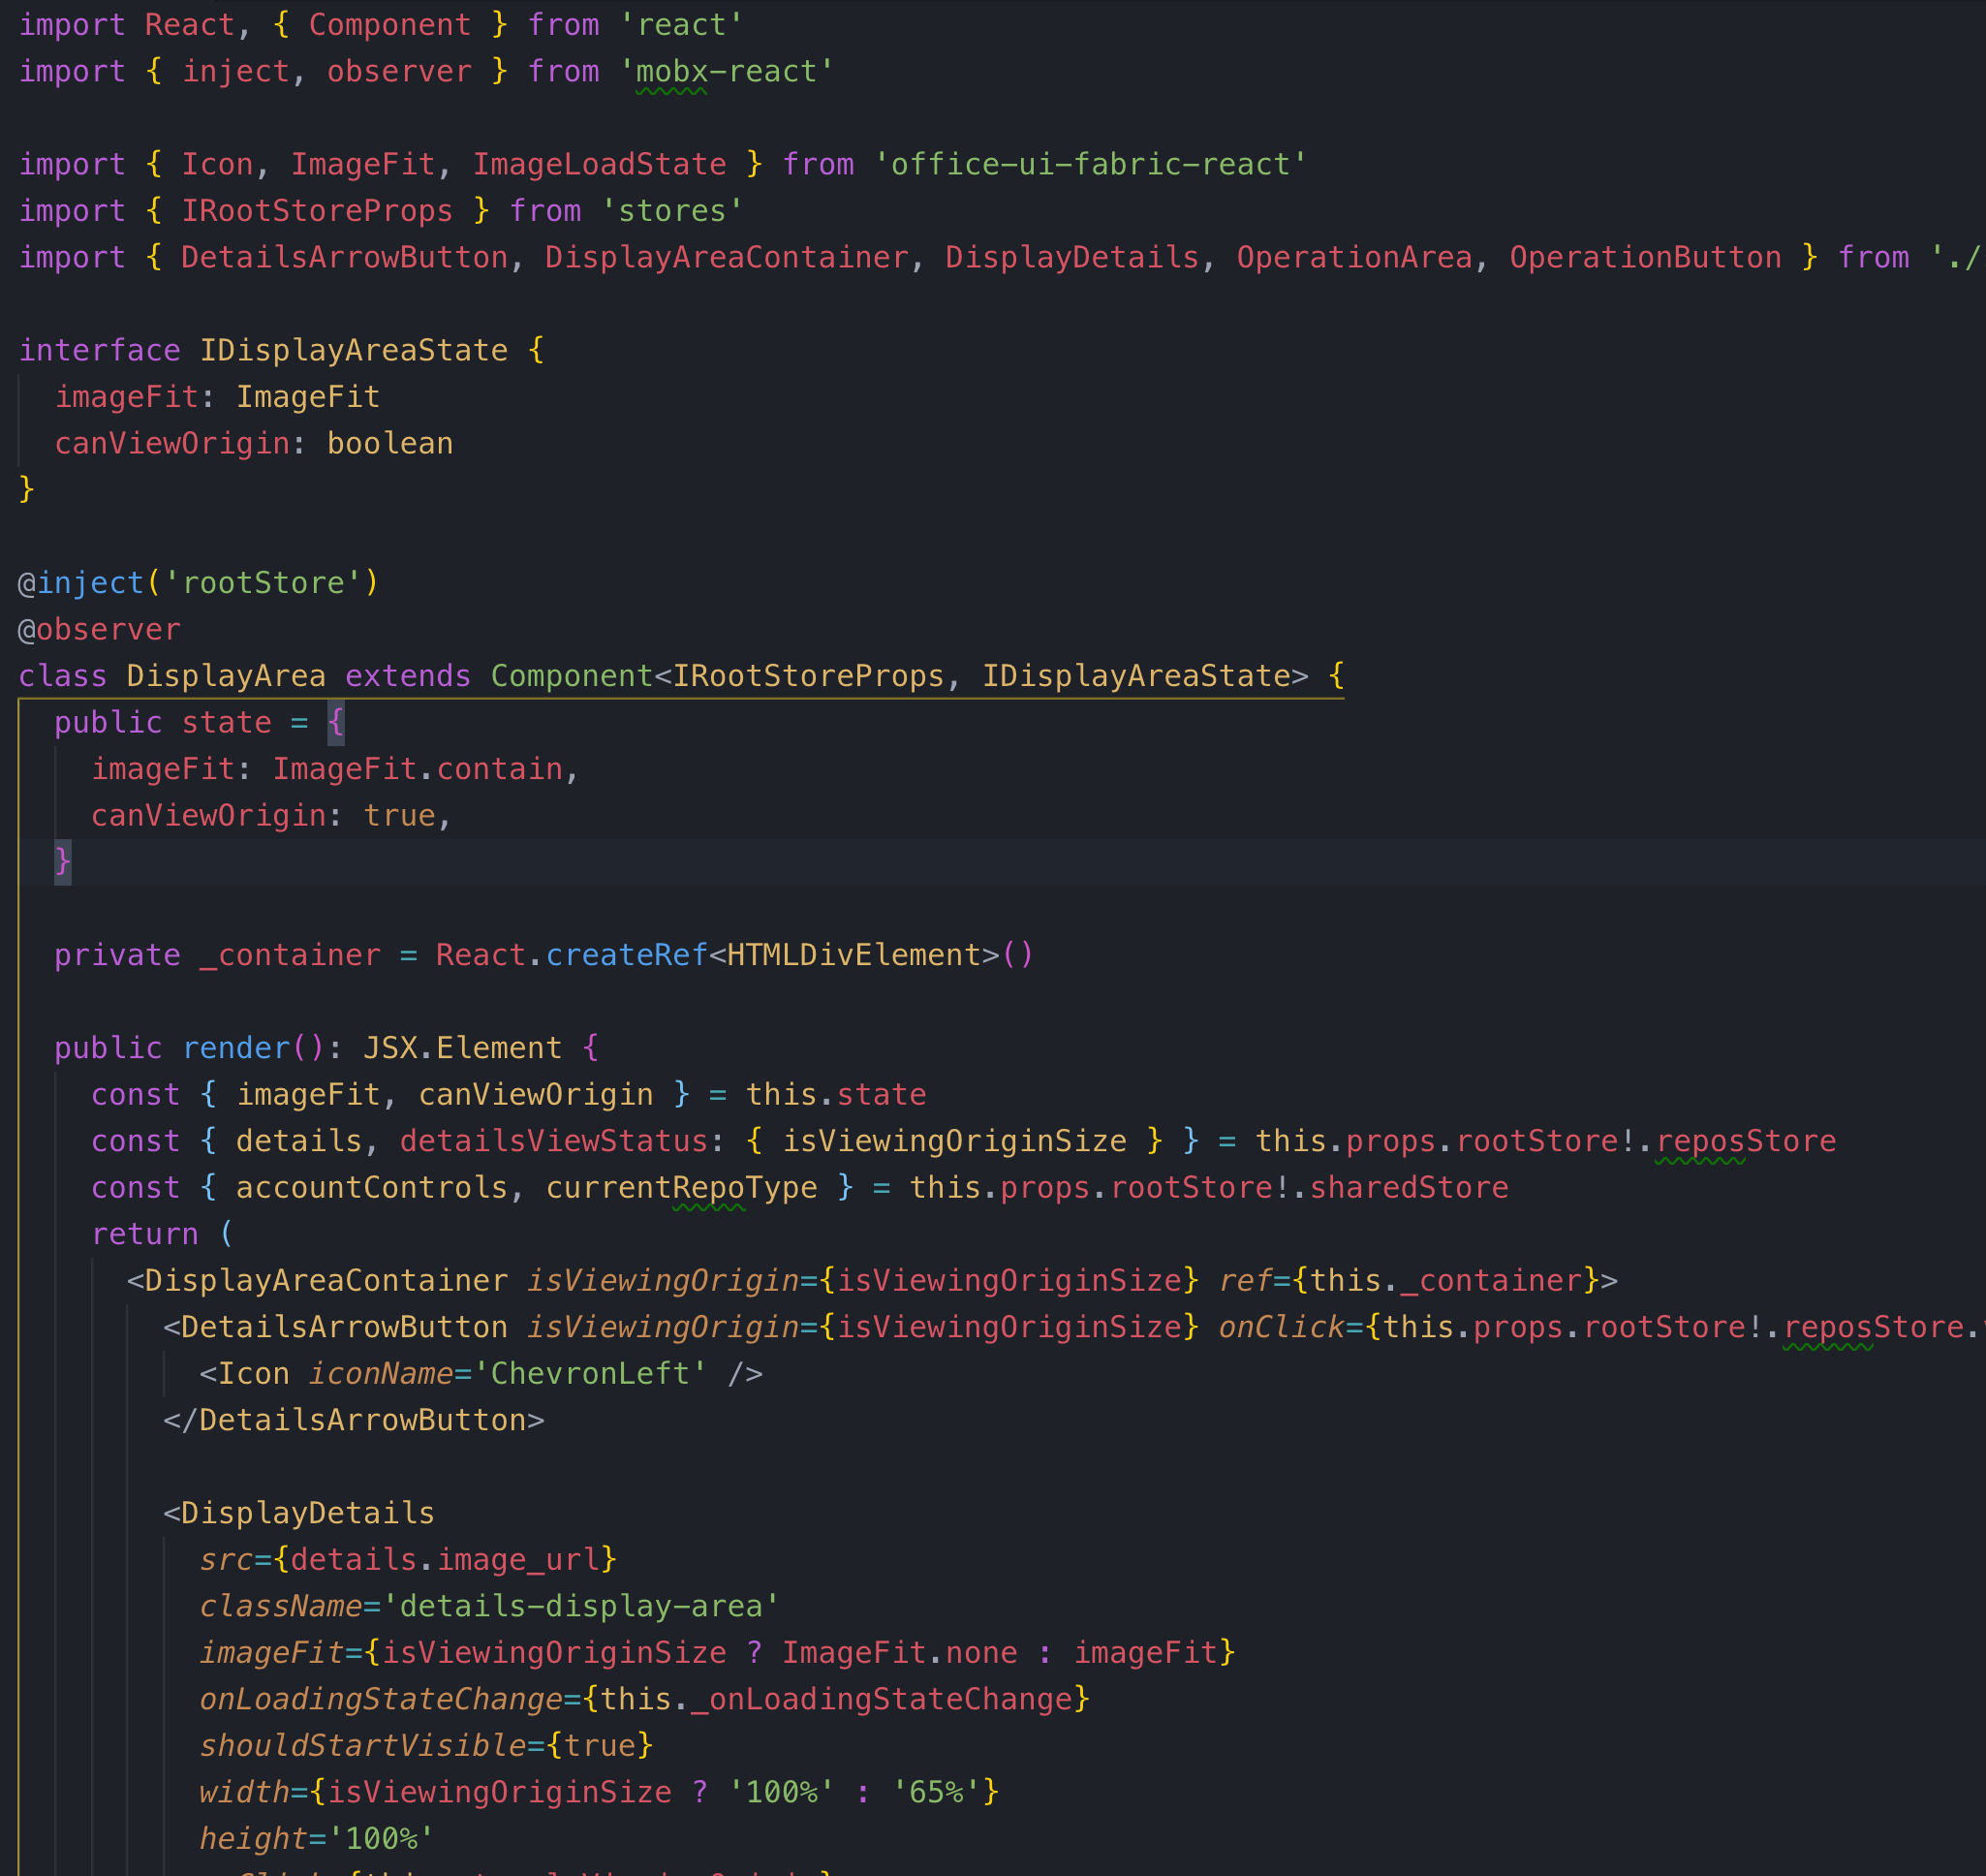 import React, { Component } from 'react'
import { inject, observer } from 'mobx-react'
import { Icon, ImageFit, ImageLoadState } from 'office-ui-fabric-react'
import { IRootStoreProps } from 'stores'
import { DetailsArrowButton, DisplayAreaContainer, DisplayDetails, OperationArea, OperationButton } from './
interface IDisplayAreaState {
imageFit: ImageFit
canViewOrigin: boolean
}
@inject('rootStore')
@observer
class DisplayArea extends Component<IRootStoreProps, IDisplayAreaState> {
public state = {
imageFit: ImageFit.contain,
canViewOrigin: true,
}
private _container = React.createRef<HTMLDivElement>()
public render(): JSX.Element {
const { imageFit, canViewOrigin } = this.state
const { details, detailsViewStatus: { isViewingOriginSize } } = this.props.rootStore!.reposStore
const { accountControls, currentRepoType } = this.props.rootStore!.sharedStore
return (
<DisplayAreaContainer isViewingOrigin={isViewingOriginSize} ref={this._container}>
<DetailsArrowButton isViewingOrigin={isViewingOriginSize} onClick={this.props.rootStore!.reposStore.
<Icon iconName='ChevronLeft' />
</DetailsArrowButton>
<DisplayDetails
src={details.image_url}
className='details-display-area'
imageFit={isViewingOriginSize ? ImageFit.none : imageFit}
onLoadingStateChange={this._onLoadingStateChange}
shouldStartVisible={true}
width={isViewingOriginSize ? '100%' : '65%'}
height='100%'